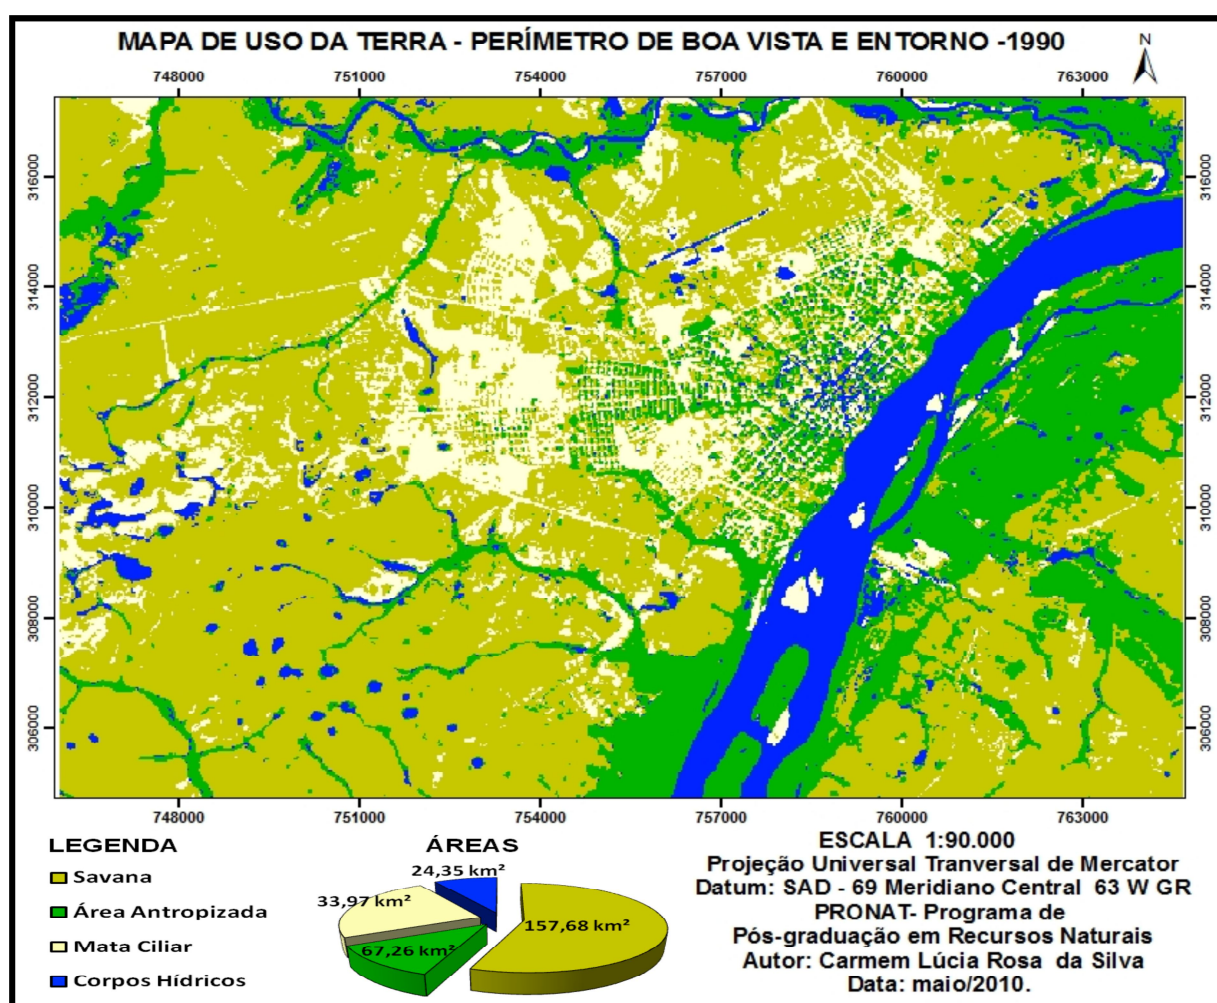 MAPA DE USO DA TERRA - PERÍMETRO DE BOA VISTA E ENTORNO -1990
N
748000 751000 754000 757000 760000 763000
316000 316000
314000 314000
312000 312000
310000 310000
308000 308000
306000 306000
748000 751000 754000 757000 760000 763000
LEGENDA
Savana
Área Antropizada
Mata Ciliar
Corpos Hídricos
ÁREAS
24,35 km²
33,97 km²
157,68 km²
67,26 km²
ESCALA 1:90.000
Projeção Universal Tranversal de Mercator
Datum: SAD - 69 Meridiano Central 63 W GR
PRONAT- Programa de
Pós-graduação em Recursos Naturais
Autor: Carmem Lúcia Rosa da Silva
Data: maio/2010.